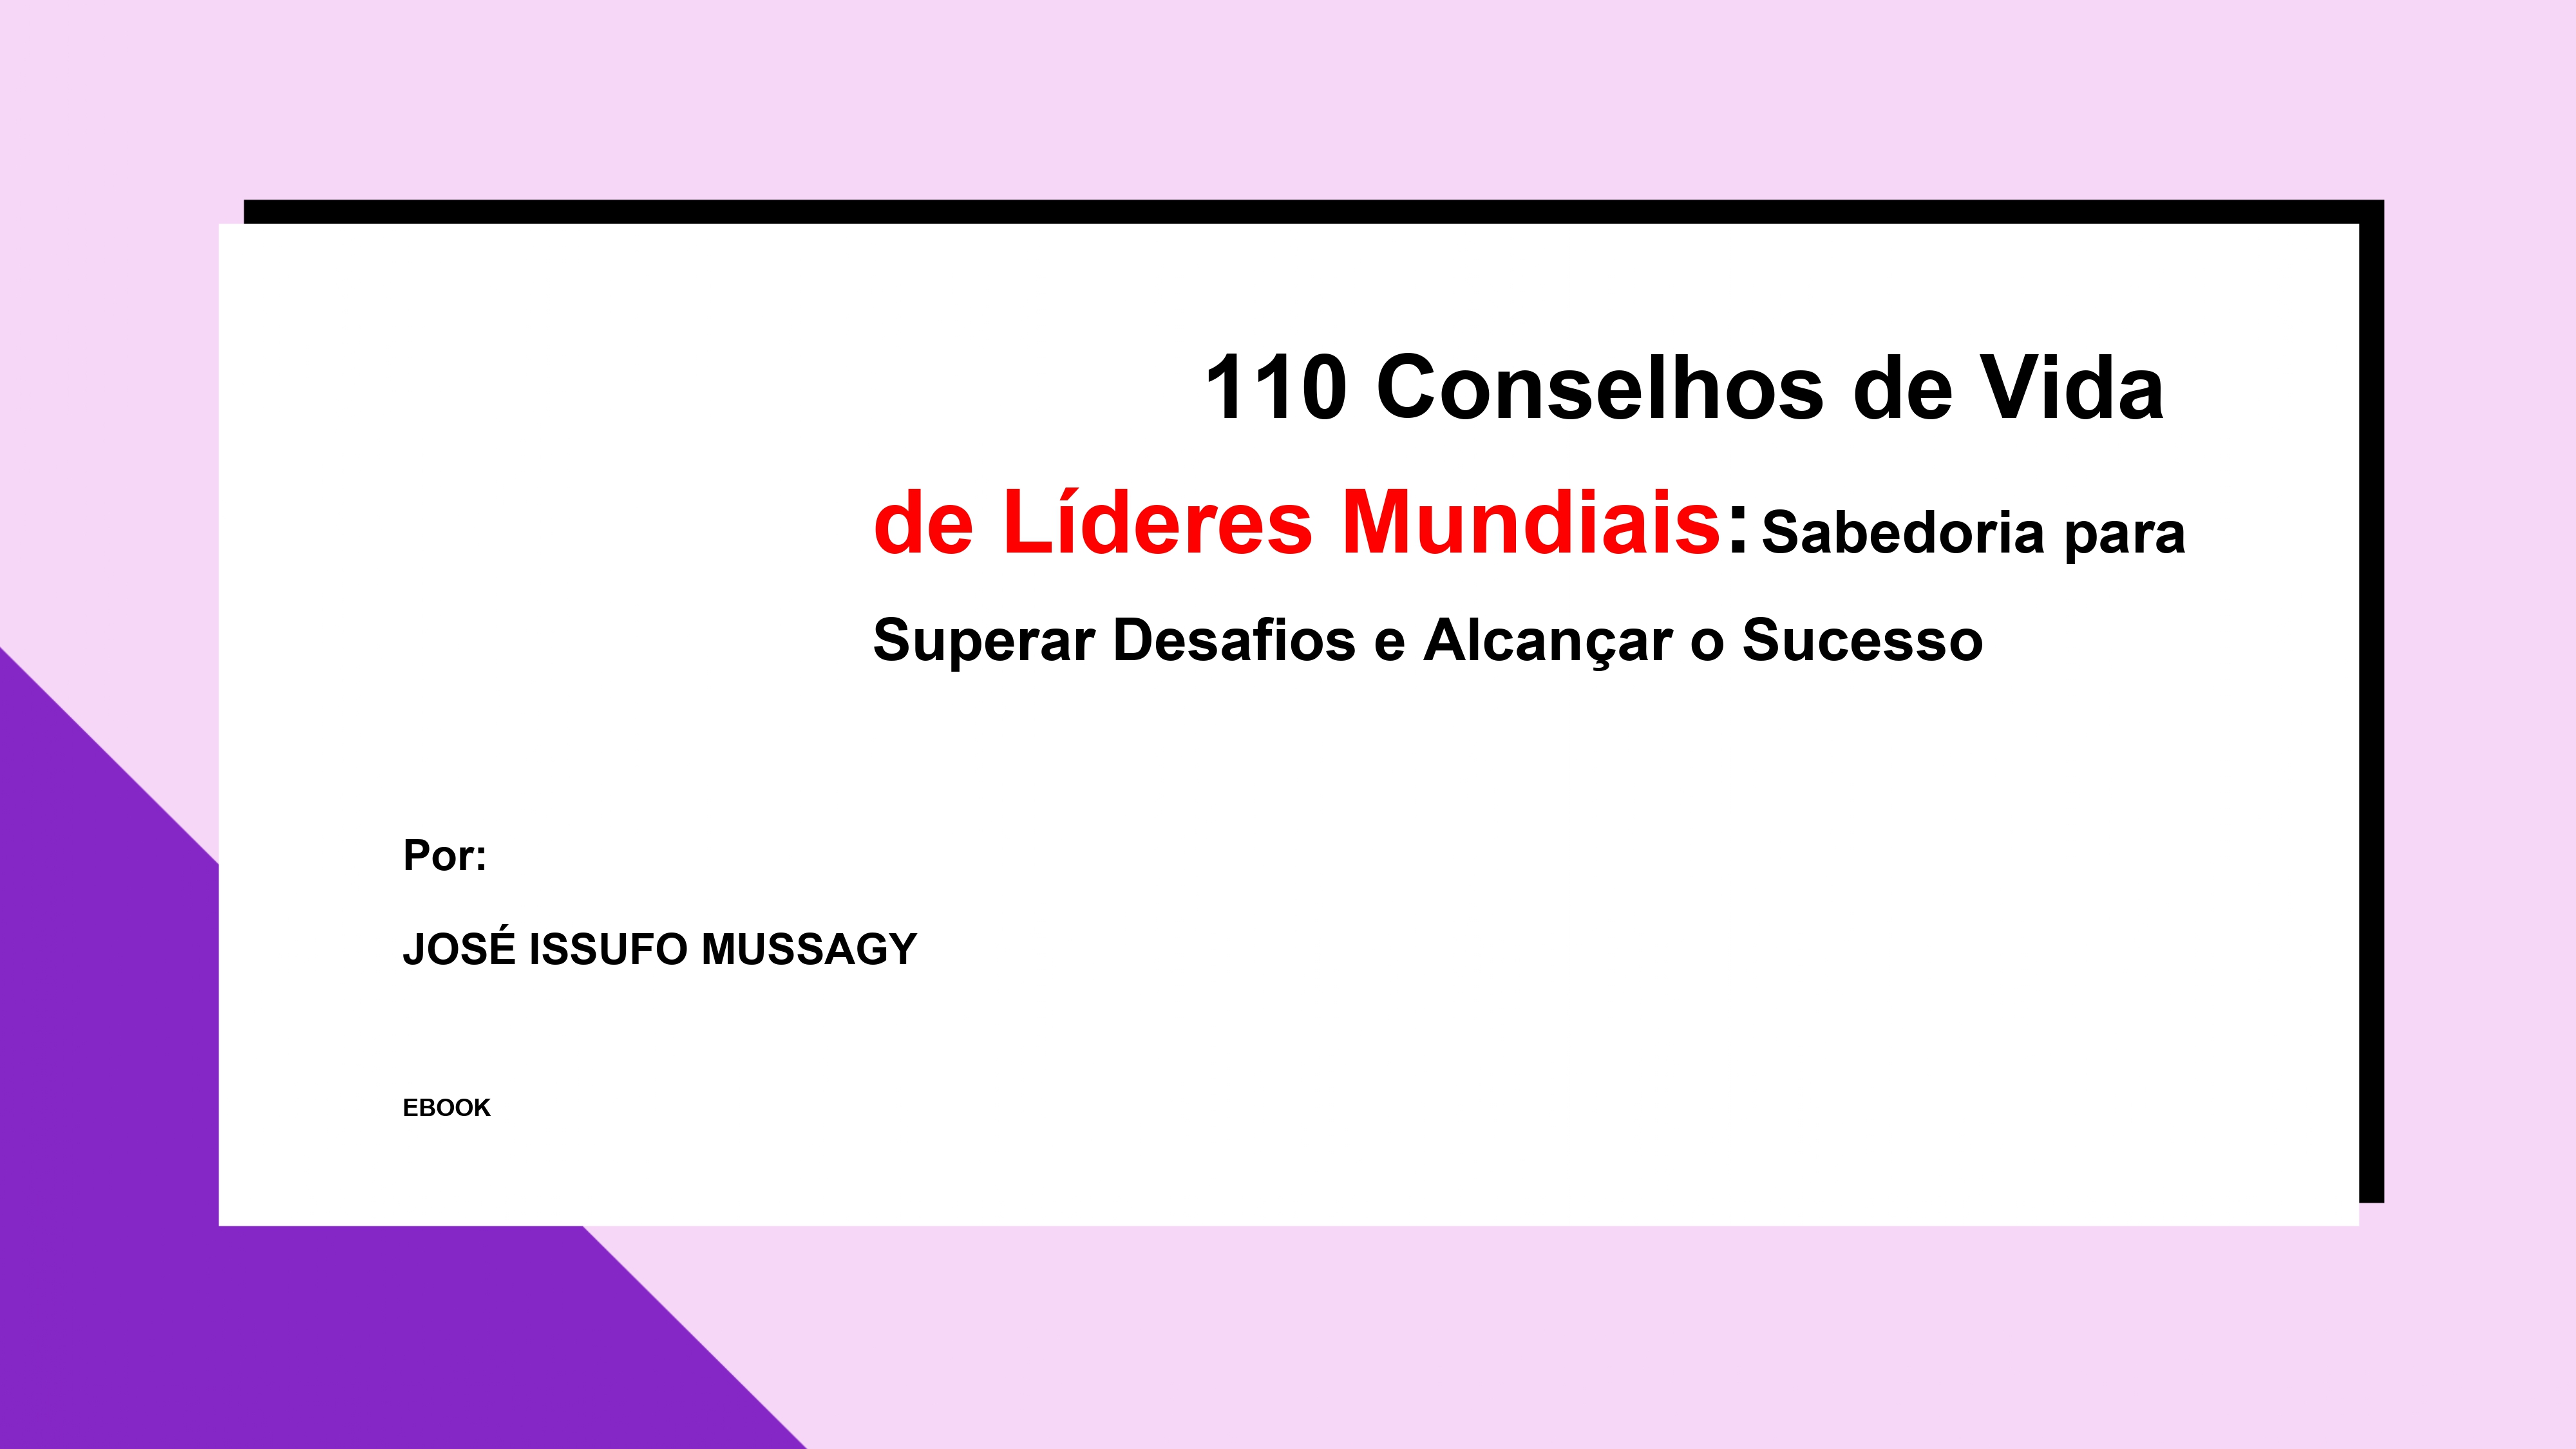 110 Conselhos de Vida
de Líderes Mundiais: Sabedoria para
Superar Desafios e Alcançar o Sucesso
Por:
JOSÉ ISSUFO MUSSAGY
EBOOK